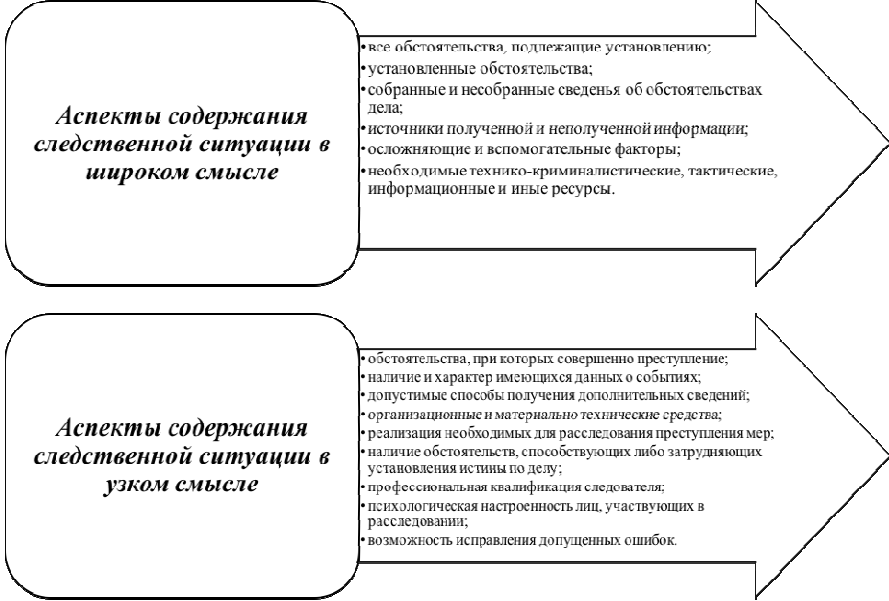 Аспекты содержания
следственной ситуации в
широком смысле
•все обстоятельства, подлежащие установлению;
•установленные обстоятельства;
•собранные и несобранные сведенья об обстоятельствах
дела;
•источники полученной и неполученной информации;
•осложняющие и вспомогательные факторы;
•необходимые технико-криминалистические, тактические,
информационные и иные ресурсы.
Аспекты содержания
следственной ситуации в
узком смысле
•обстоятельства, при которых совершенно преступление;
•наличие и характер имеющихся данных о событиях;
•допустимые способы получения дополнительных сведений;
•организационные и материально технические средства;
•реализация необходимых для расследования преступления мер;
•наличие обстоятельств, способствующих либо затрудняющих
установления истины по делу;
•профессиональная квалификация следователя;
•психологическая настроенность лиц, участвующих в
расследовании;
•возможность исправления допущенных ошибок.